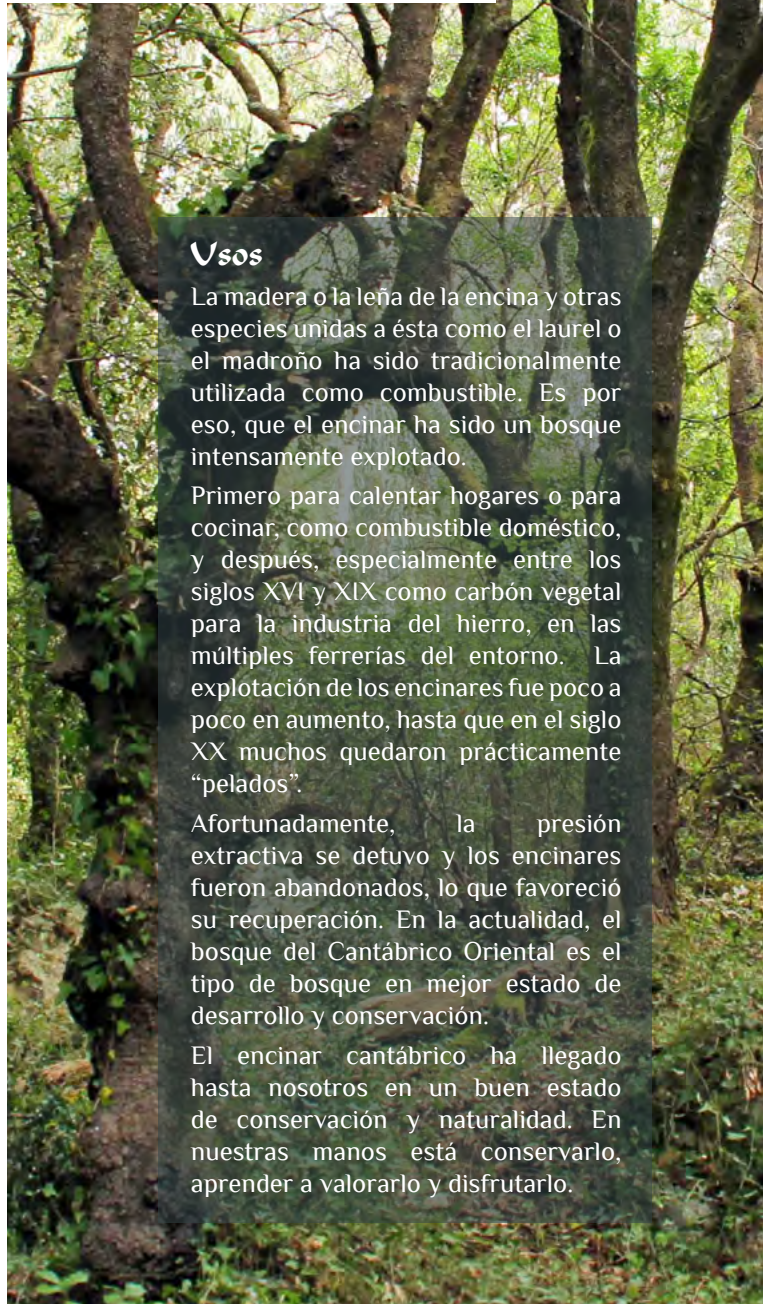 Usos
La madera o la leña de la encina y otras
especies unidas a ésta como el laurel o
el madroño ha sido tradicionalmente
utilizada como combustible. Es por
eso, que el encinar ha sido un bosque
intensamente explotado.
Primero para calentar hogares o para
cocinar, como combustible doméstico,
y después, especialmente entre los
siglos XVI y XIX como carbón vegetal
para la industria del hierro, en las
múltiples ferrerías del entorno. La
explotación de los encinares fue poco a
poco en aumento, hasta que en el siglo
XX muchos quedaron prácticamente
“pelados”.
Afortunadamente, la presión
extractiva se detuvo y los encinares
fueron abandonados, lo que favoreció
su recuperación. En la actualidad, el
bosque del Cantábrico Oriental es el
tipo de bosque en mejor estado de
desarrollo y conservación.
El encinar cantábrico ha llegado
hasta nosotros en un buen estado
de conservación y naturalidad. En
nuestras manos está conservarlo,
aprender a valorarlo y disfrutarlo.